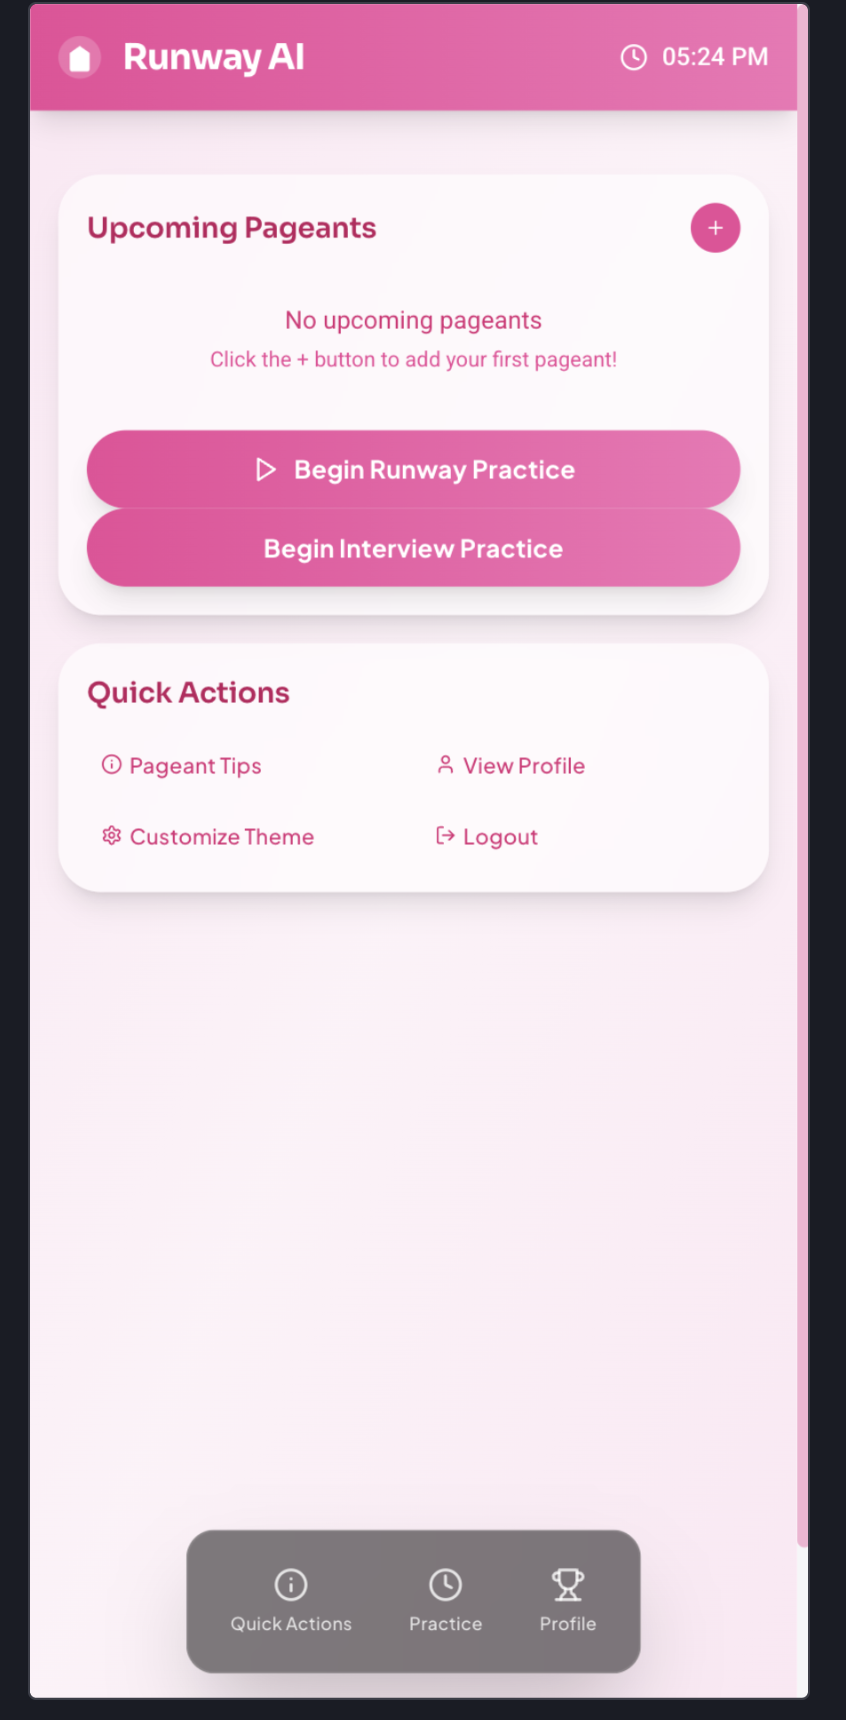 Runway AI
05:24 PM
Upcoming Pageants
+
No upcoming pageants
Click the + button to add your first pageant!
Begin Runway Practice
Begin Interview Practice
Quick Actions
Pageant Tips
View Profile
Customize Theme
Logout
Quick Actions
Practice
Profile